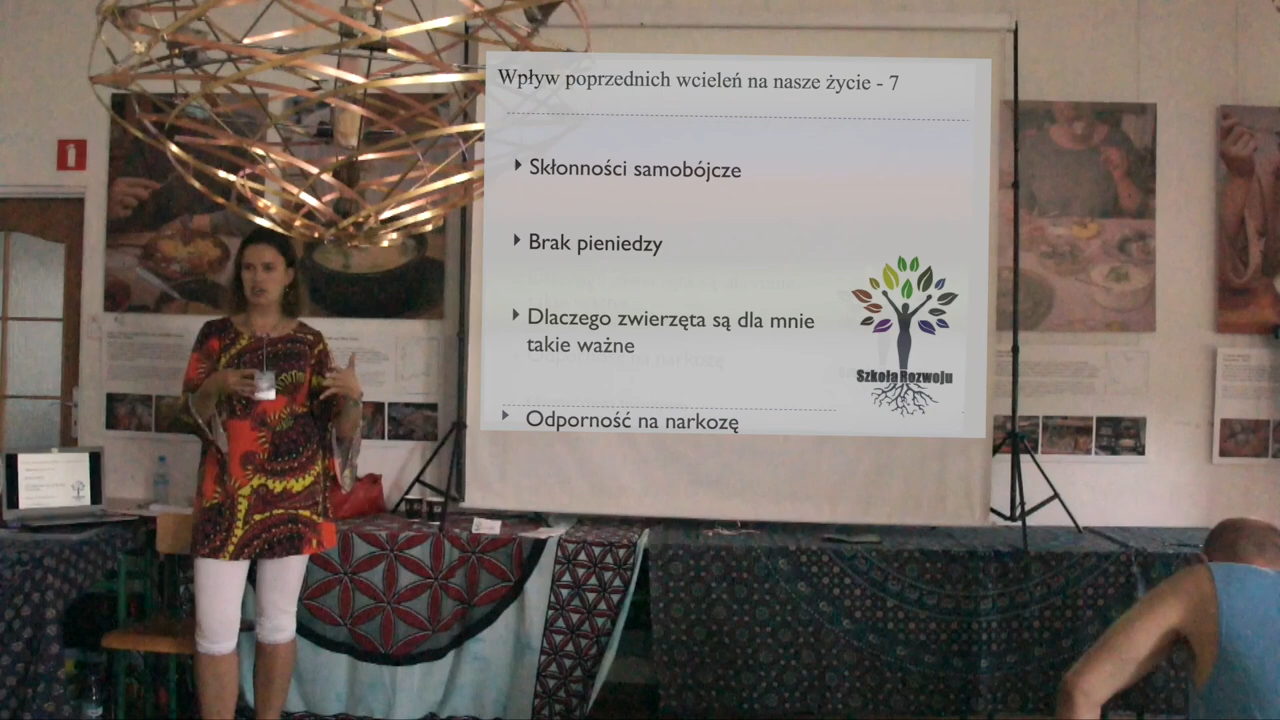 Wpływ poprzednich wcieleń na nasze życie - 7
Skłonności samobójcze
Brak pieniedzy
Dlaczego zwierzęta są dla mnie
takie ważne
Odporność na narkozę
Szkoła Rozwoju